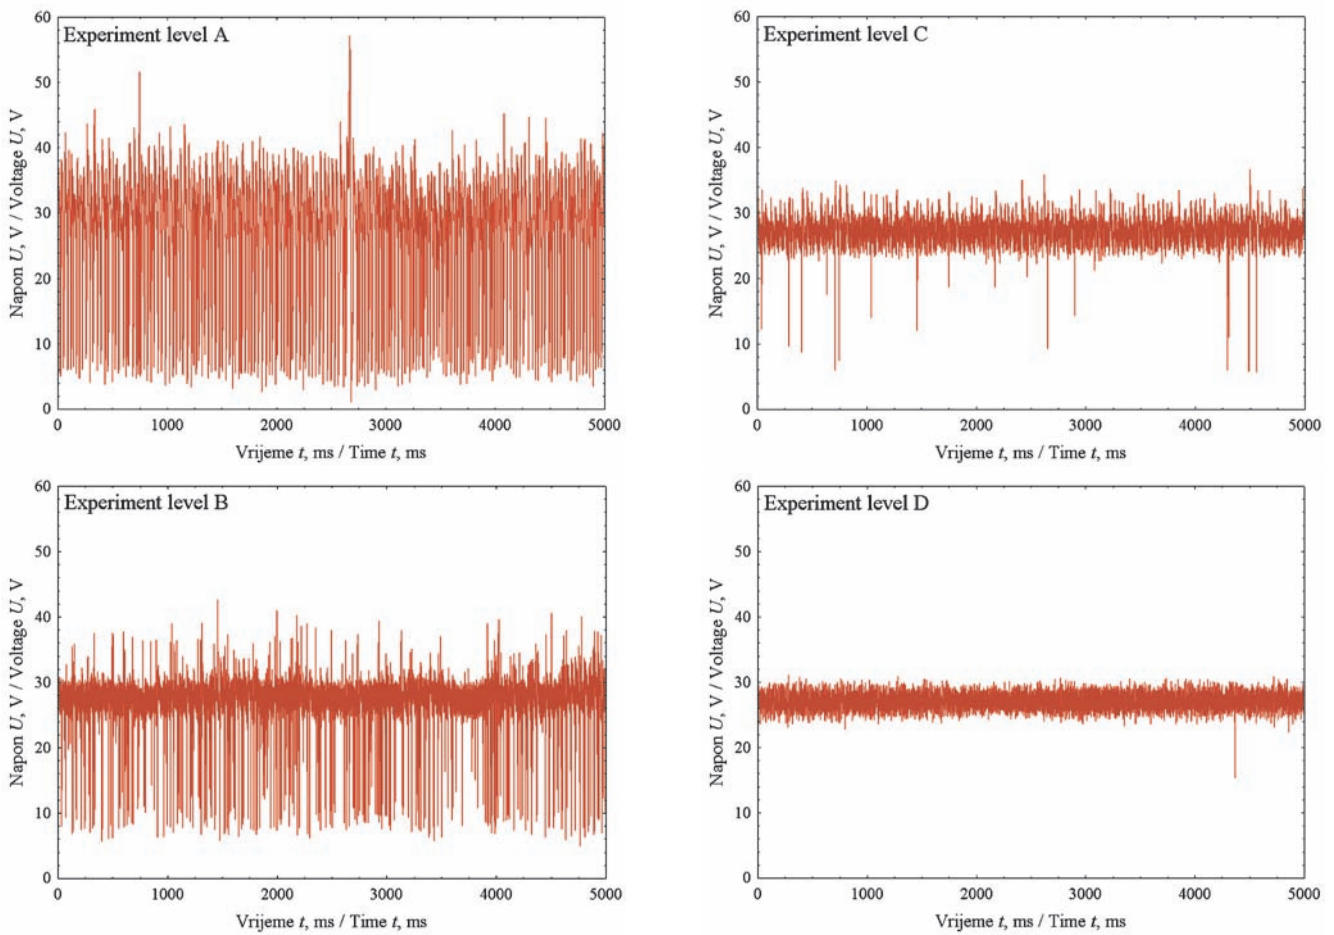 Experiment level A
60
50
40
30
20
10
0
Napon U, V / Voltage U, V
0 1000 2000 3000 4000 5000
Vrijeme t, ms / Time t, ms
Experiment level B
60
50
40
30
20
10
0
Napon U, V / Voltage U, V
0 1000 2000 3000 4000 5000
Vrijeme t, ms / Time t, ms
Experiment level C
60
50
40
30
20
10
0
Napon U, V / Voltage U, V
0 1000 2000 3000 4000 5000
Vrijeme t, ms / Time t, ms
Experiment level D
60
50
40
30
20
10
0
Napon U, V / Voltage U, V
0 1000 2000 3000 4000 5000
Vrijeme t, ms / Time t, ms